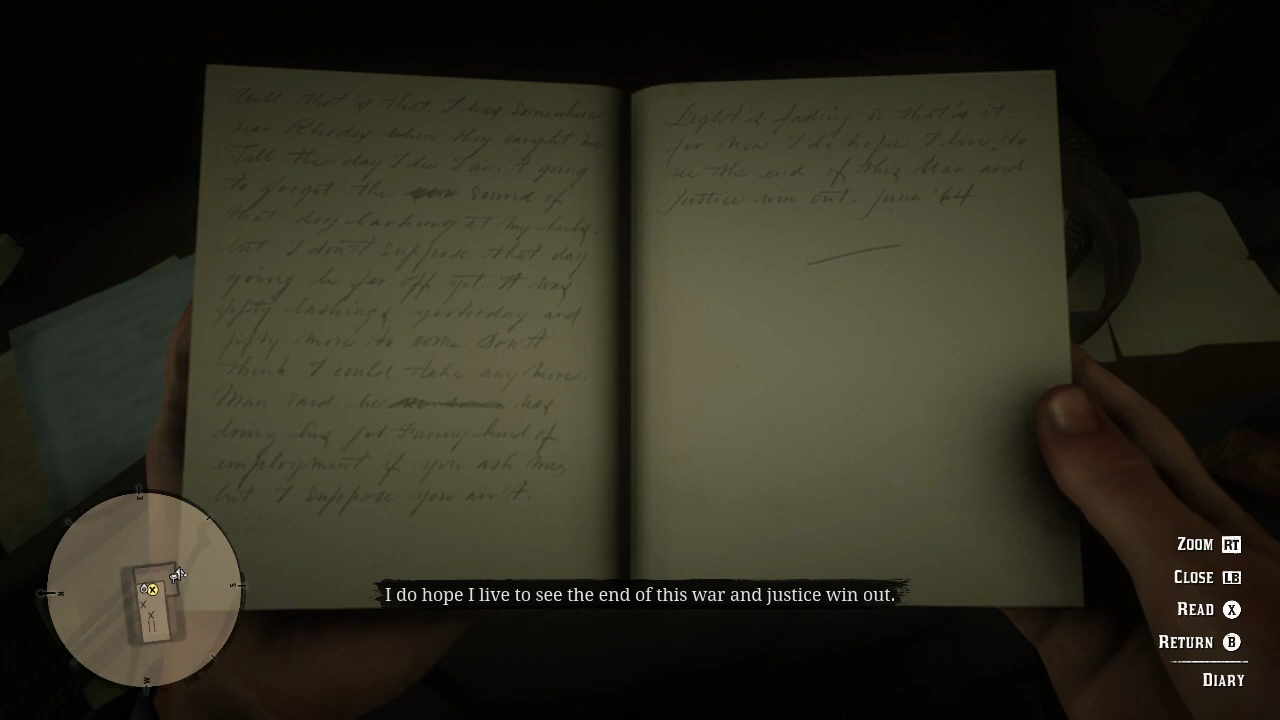 Well that is that. I was somewhere
near Rhodes when they caught me
Till the day I die I ain't going
to forget the sound of
that dog barking at my heels,
but I don't suppose that day
going be far off yet. It was
fifty lashings yesterday and
fifty more to come. Don't
think I could take any more.
Man said he was
doing his job. Funny kind of
employment if you ask me,
but I suppose you ain't.
Light is fading so that's it
for now I do hope I live to
see the end of this War and
justice win out. June '64
I do hope I live to see the end of this war and justice win out.
ZOOM RT
CLOSE LB
READ X
RETURN B
DIARY
N
E
S
W